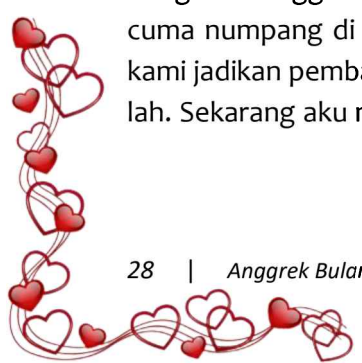 cuma numpang di
kami jadikan
lah. Sekarang aku
28 | Anggrek